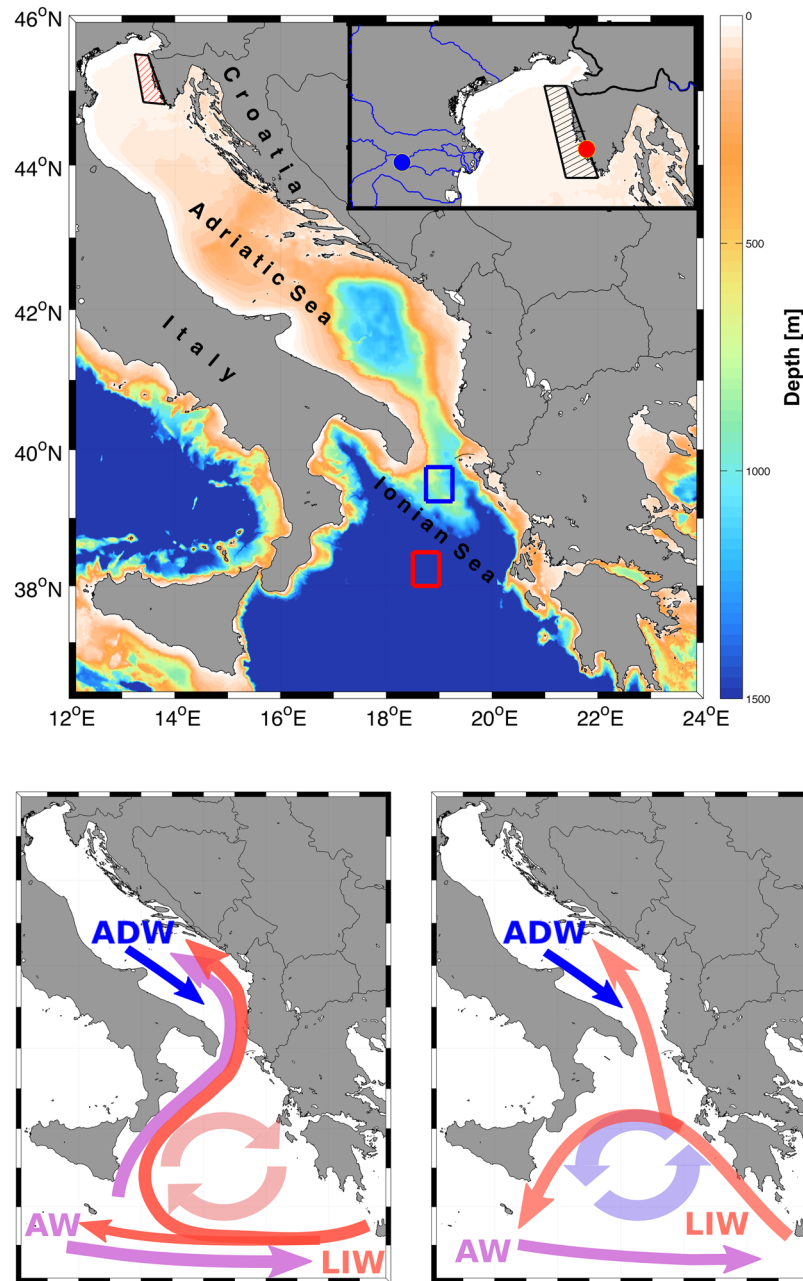 46°N
44°N
42°N
40°N
38°N
12°E
14°E
16°E
18°E
20°E
22°E
24°E
Croatia
Adriatic Sea
Italy
Ionian Sea
0
500
1000
1500
Depth [m]
ADW
AW
LIW
ADW
LIW
AW